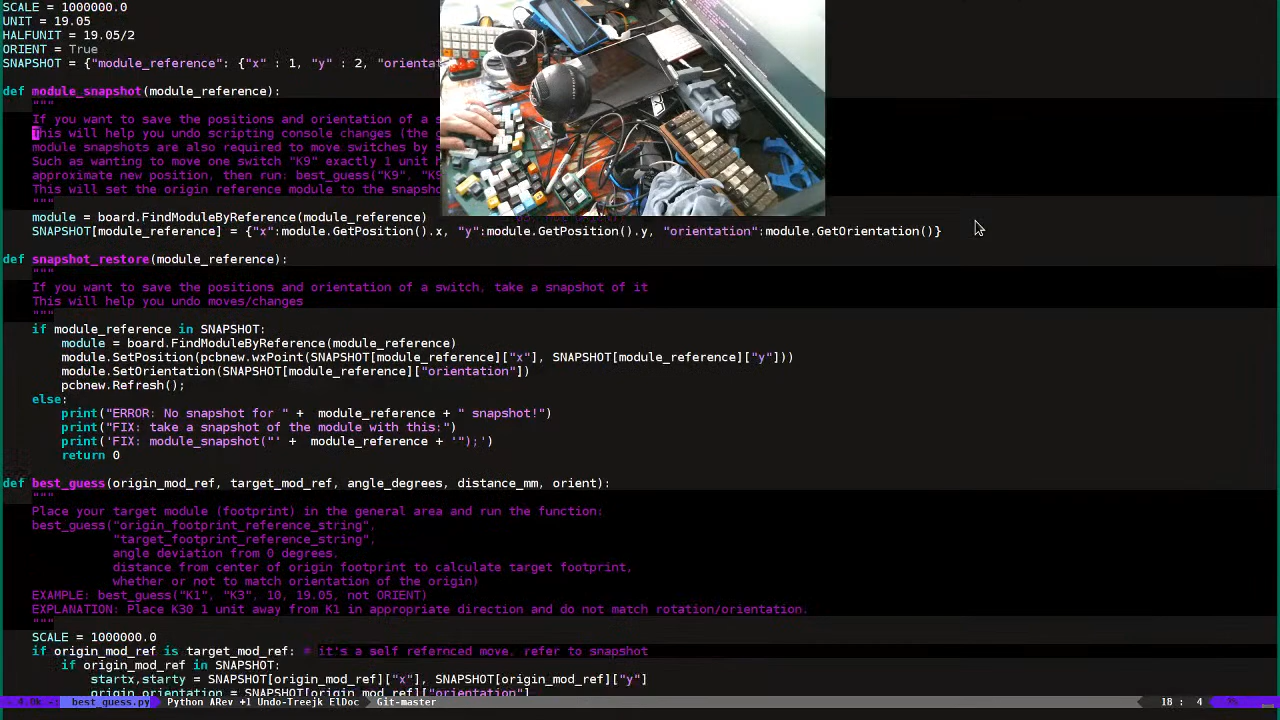 SCALE = 1000000.0
UNIT = 19.05
HALFUNIT = 19.05/2
ORIENT = True
SNAPSHOT = {"module_reference": {"x" : 1, "y" : 2, "orienta
def module_snapshot(module_reference):
"""
If you want to save the positions and orientation of a s
This will help you undo scripting console changes (the
module snapshots are also required to move switches by s
Such as wanting to move one switch "K9" exactly 1 unit h
approximate new position, then run: best_guess("K9", "K9
This will set the origin reference module to the snapsho
"""
module = board.FindModuleByReference(module_reference)
SNAPSHOT[module_reference] = {"x":module.GetPosition().x, "y":module.GetPosition().y, "orientation":module.GetOrientation()}
def snapshot_restore(module_reference):
"""
If you want to save the positions and orientation of a switch, take a snapshot of it
This will help you undo moves/changes
"""
if module_reference in SNAPSHOT:
module = board.FindModuleByReference(module_reference)
module.SetPosition(pcbnew.wxPoint(SNAPSHOT[module_reference]["x"], SNAPSHOT[module_reference]["y"]))
module.SetOrientation(SNAPSHOT[module_reference]["orientation"])
pcbnew.Refresh();
else:
print("ERROR: No snapshot for " +  module_reference + " snapshot!")
print("FIX: take a snapshot of the module with this:")
print('FIX: module_snapshot("' +  module_reference + '");')
return 0
def best_guess(origin_mod_ref, target_mod_ref, angle_degrees, distance_mm, orient):
"""
Place your target module (footprint) in the general area and run the function:
best_guess("origin_footprint_reference_string",
"target_footprint_reference_string",
angle deviation from 0 degrees,
distance from center of origin footprint to calculate target footprint,
whether or not to match orientation of the origin)
EXAMPLE: best_guess("K1", "K3", 10, 19.05, not ORIENT)
EXPLANATION: Place K30 1 unit away from K1 in appropriate direction and do not match rotation/orientation.
"""
SCALE = 1000000.0
if origin_mod_ref is target_mod_ref: # it's a self refernced move, refer to snapshot
if origin_mod_ref in SNAPSHOT:
startx,starty = SNAPSHOT[origin_mod_ref]["x"], SNAPSHOT[origin_mod_ref]["y"]
origin_orientation = SNAPSHOT[origin_mod_ref]["orientation"]
best_guess.py Python ARev +1 Undo-Treejk ElDoc Git-master 18: 4